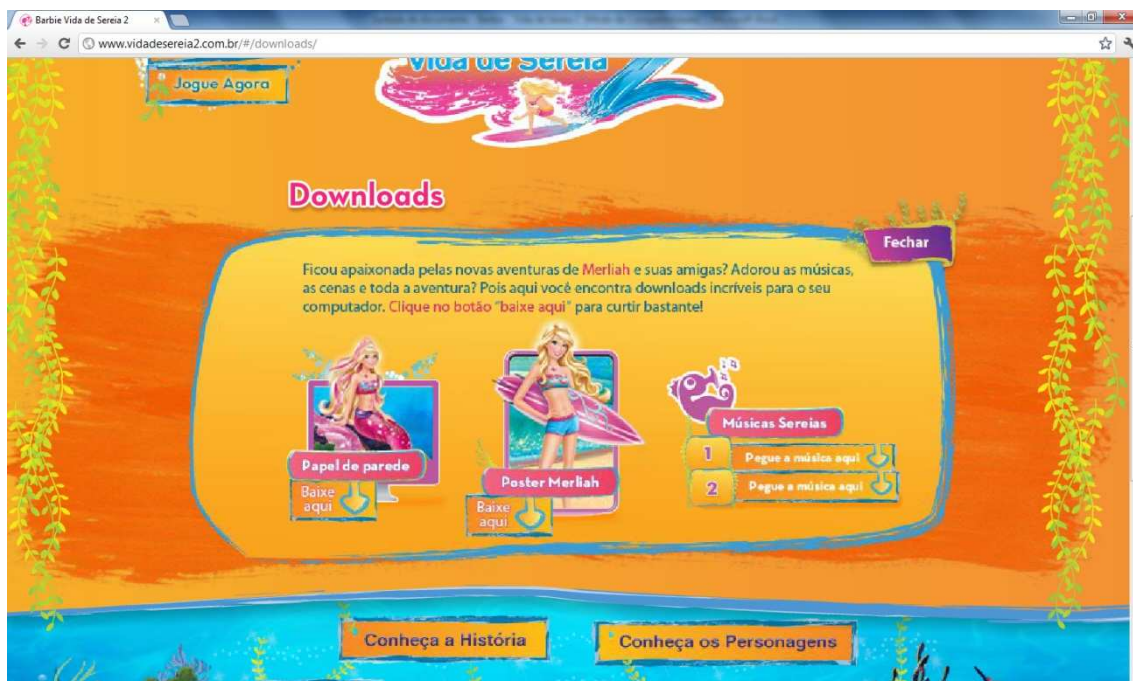 Barbie Vida de Sereia 2
www.vidadesereia2.com.br/#/downloads/
Jogue Agora
Vida de Sereia
2
Downloads
Fechar
Ficou apaixonada pelas novas aventuras de Merliah e suas amigas? Adorou as músicas,
as cenas e toda a aventura? Pois aqui você encontra downloads incríveis para o seu
computador. Clique no botão "baixe aqui" para curtir bastante!
Papel de parede
Baixe
aqui
Poster Merliah
Baixe
aqui
Músicas Sereias
1 Pegue a música aqui
2 Pegue a música aqui
Conheça a História
Conheça os Personagens